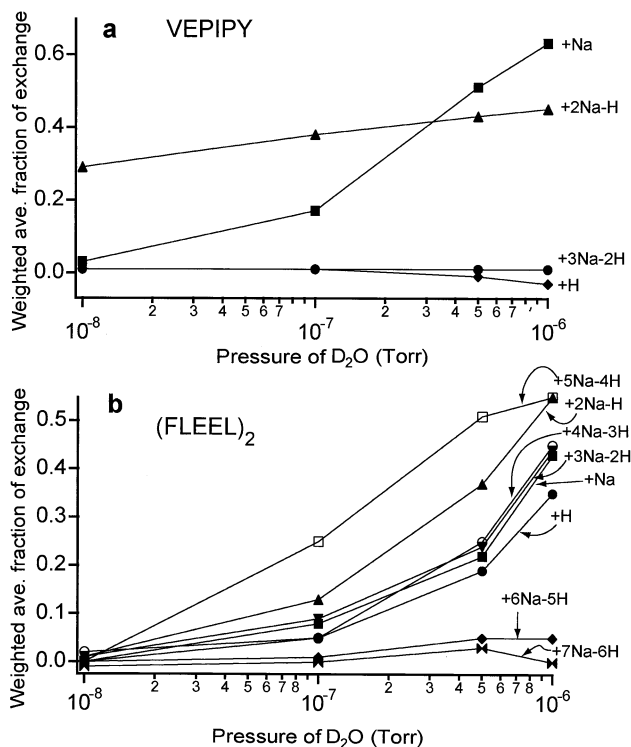 a VEPIPY
Weighted ave. fraction of exchange
0.6
0.4
0.2
0.0
+Na
+2Na-H
+3Na-2H
+H
10-8 2 3 4 5 6 7 8 10-7 2 3 4 5 6 7 10-6
Pressure of D2O (Torr)
b (FLEEL)2
Weighted ave. fraction of exchange
0.5
0.4
0.3
0.2
0.1
0.0
+5Na-4H
+2Na-H
+4Na-3H
+3Na-2H
+Na
+H
+6Na-5H
+7Na-6H
10-8 2 3 4 5 6 7 8 10-7 2 3 4 5 6 7 8 10-6
Pressure of D2O (Torr)